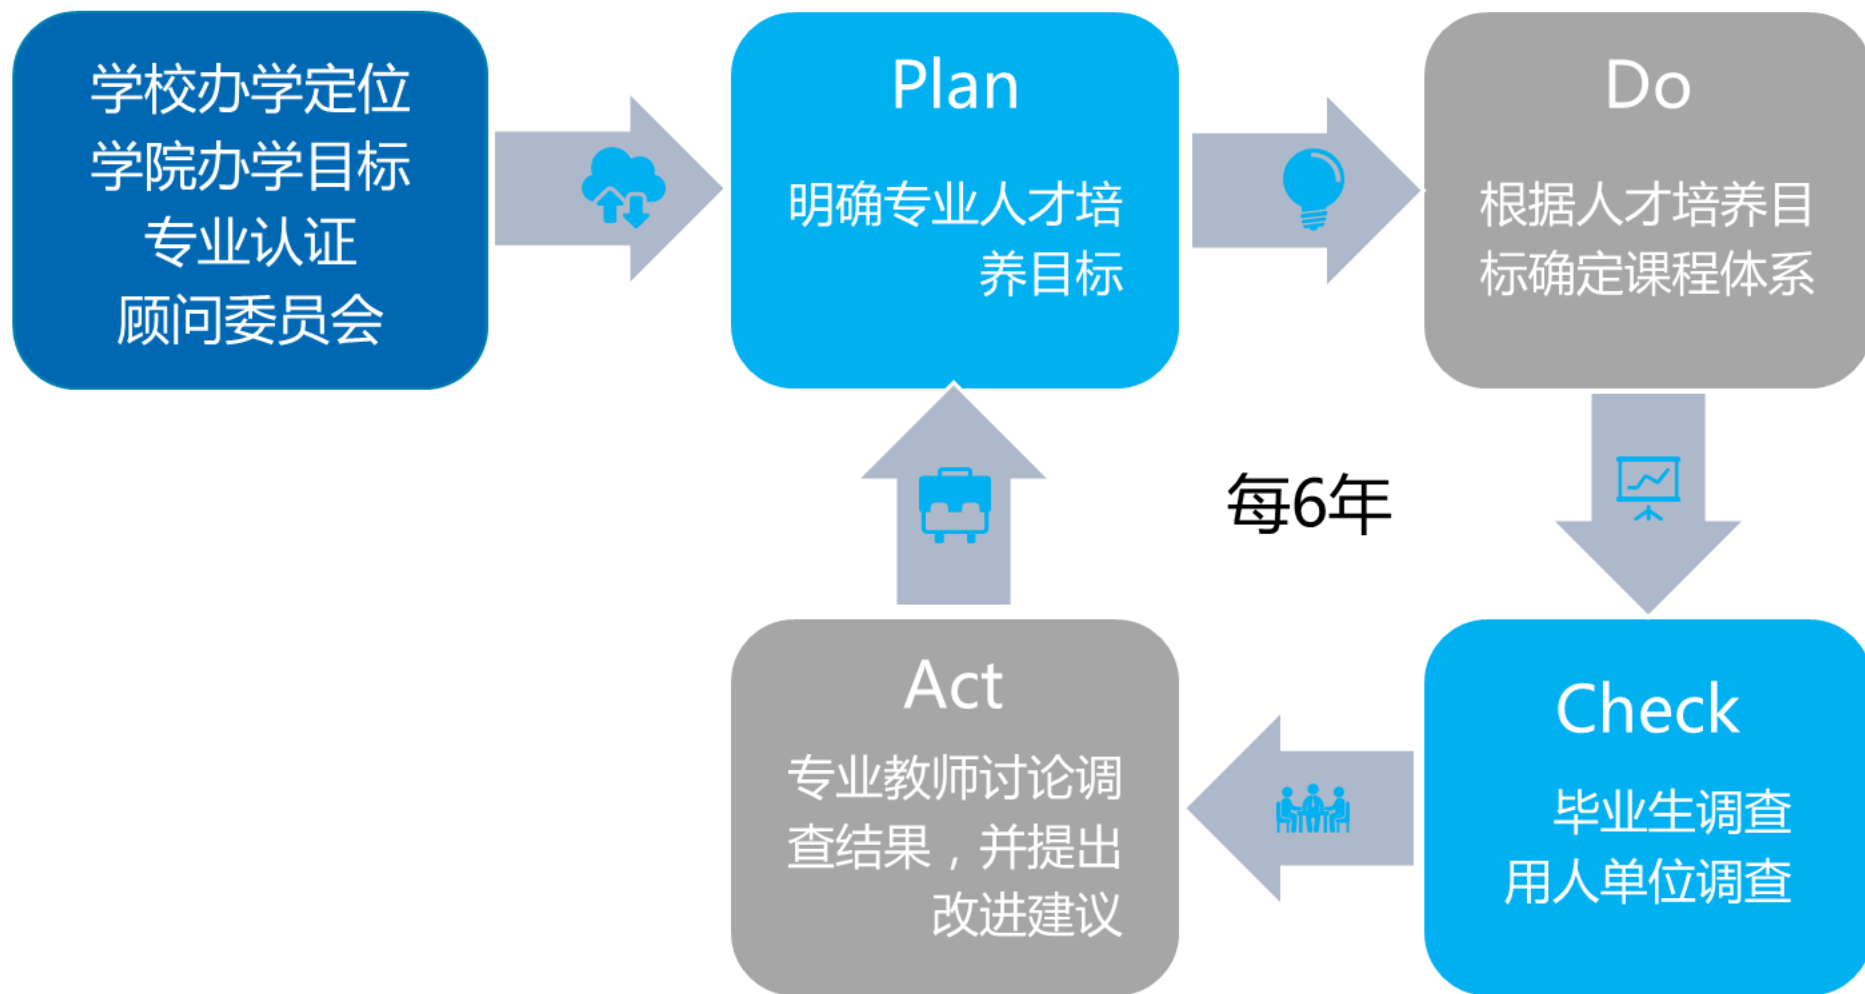 学校办学定位
学院办学目标
专业认证
顾问委员会
Plan
明确专业人才培
养目标
Do
根据人才培养目
标确定课程体系
每6年
Act
专业教师讨论调
查结果，并提出
改进建议
Check
毕业生调查
用人单位调查